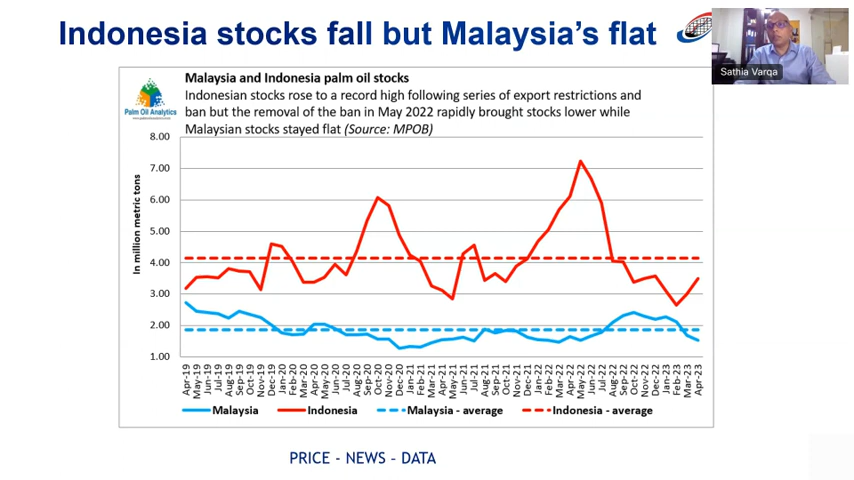 Indonesia stocks fall but Malaysia's flat
Sathia Varqa
Malaysia and Indonesia palm oil stocks
Indonesian stocks rose to a record high following series of export restrictions and
ban but the removal of the ban in May 2022 rapidly brought stocks lower while
Malaysian stocks stayed flat (Source: MPOB)
Palm Oil Analytics
In million metric tons
8.00
7.00
6.00
5.00
4.00
3.00
2.00
1.00
Apr-19 May-19 Jun-19 Jul-19 Aug-19 Sep-19 Oct-19 Nov-19 Dec-19 Jan-20 Feb-20 Mar-20 Apr-20 May-20 Jun-20 Jul-20 Aug-20 Sep-20 Oct-20 Nov-20 Dec-20 Jan-21 Feb-21 Mar-21 Apr-21 May-21 Jun-21 Jul-21 Aug-21 Sep-21 Oct-21 Nov-21 Dec-21 Jan-22 Feb-22 Mar-22 Apr-22 May-22 Jun-22 Jul-22 Aug-22 Sep-22 Oct-22 Nov-22 Dec-22 Jan-23 Feb-23 Mar-23 Apr-23
Malaysia Indonesia Malaysia - average Indonesia - average
PRICE - NEWS - DATA